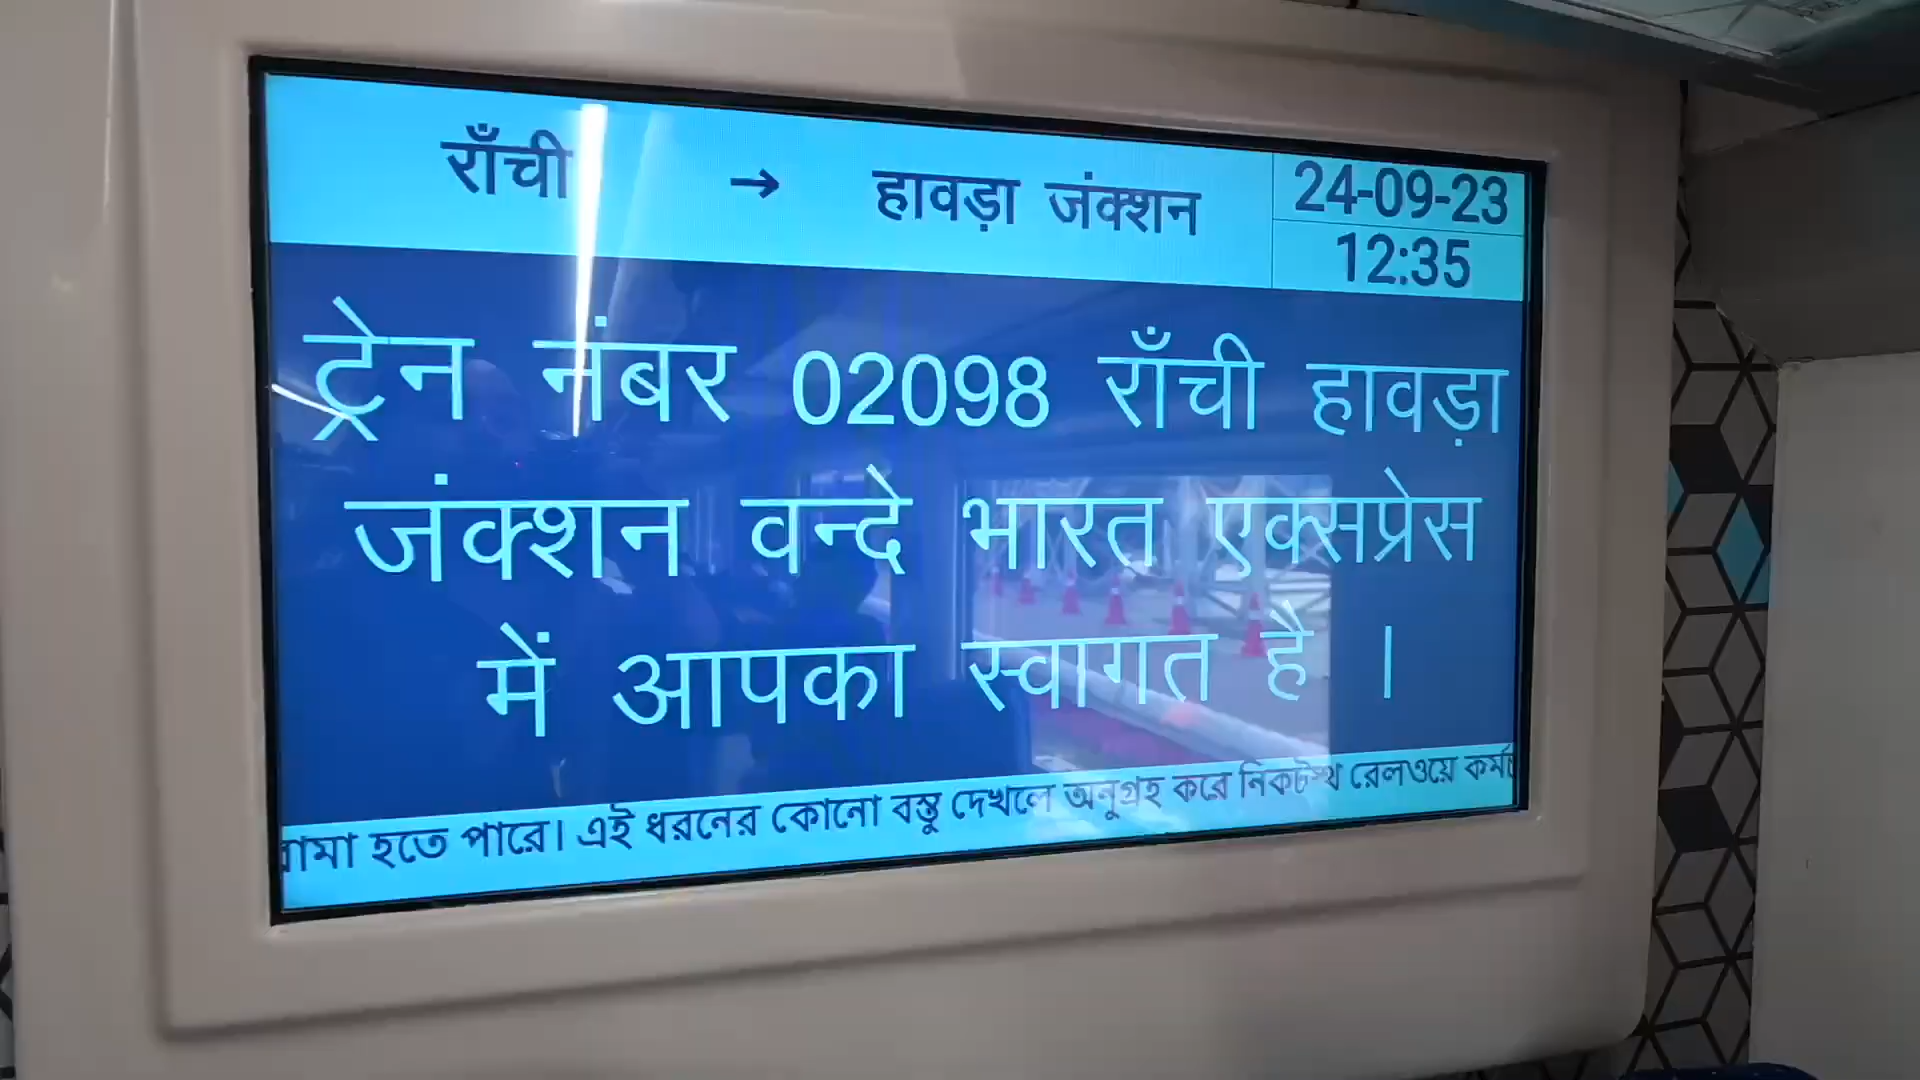 राँची → हावड़ा जंक्शन
24-09-23
12:35
ट्रेन नंबर 02098 राँची हावड़ा
जंक्शन वन्दे भारत एक्सप्रेस
में आपका स्वागत है ।
হতে পারে। এই ধরনের কোনো বস্তু দেখলে অনুগ্রহ করে নিকটস্থ রেলওয়ে